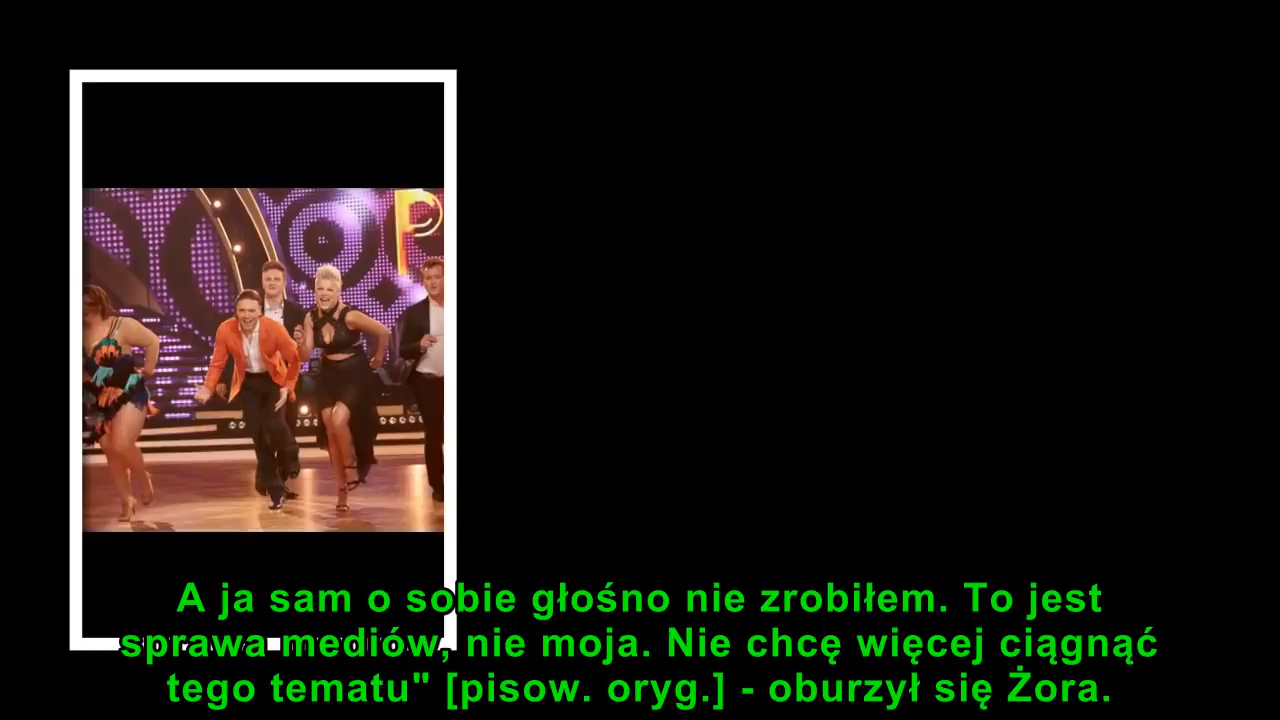 P
A ja sam o sobie głośno nie zrobiłem. To jest
sprawa mediów, nie moja. Nie chcę więcej ciągnąć
tego tematu" [pisow. oryg.] - oburzył się Żora.